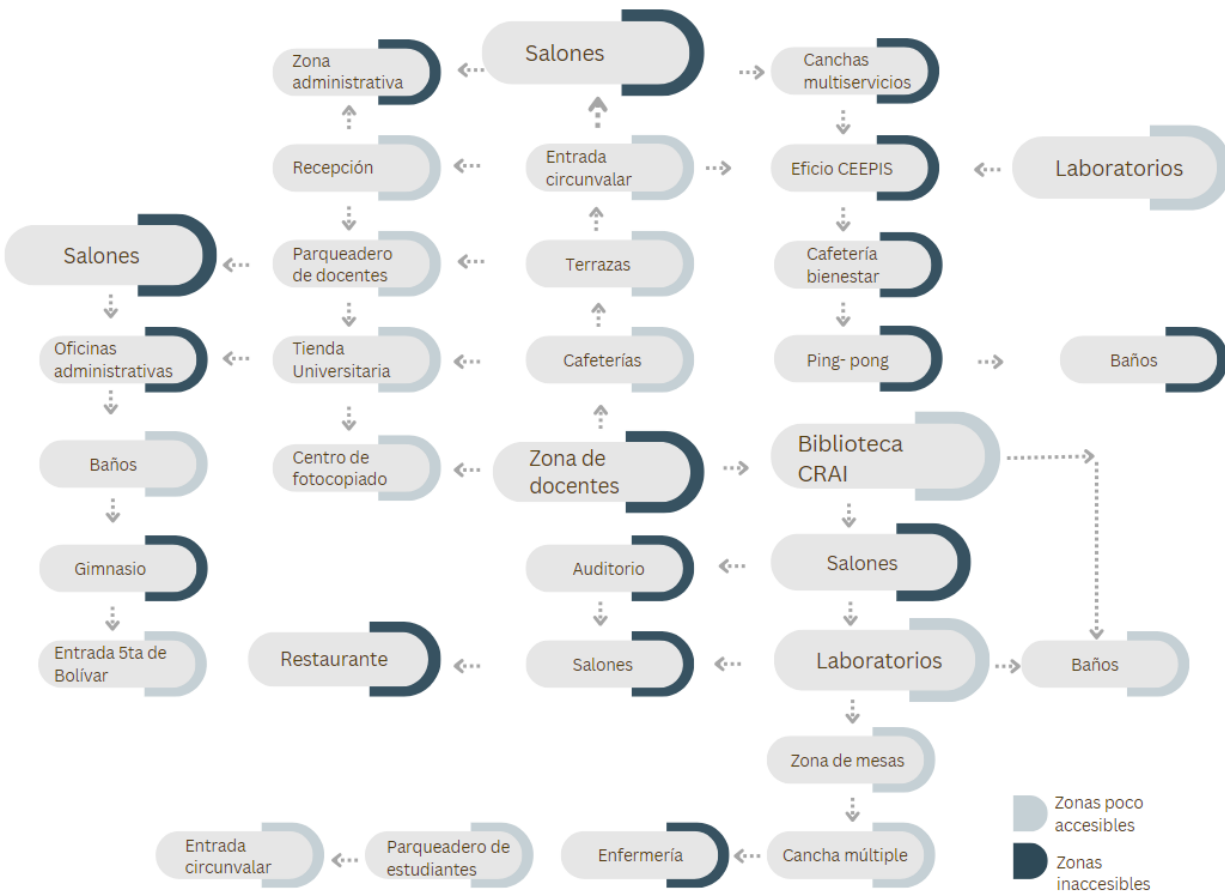 Salones
Zona
administrativa
Canchas
multiservicios
Recepción
Entrada
circunvalar
Eficio CEEPIS
Laboratorios
Salones
Parqueadero
de docentes
Terrazas
Cafetería
bienestar
Oficinas
administrativas
Tienda
Universitaria
Cafeterías
Ping- pong
Baños
Baños
Centro de
fotocopiado
Zona de
docentes
Biblioteca
CRAI
Gimnasio
Auditorio
Salones
Entrada 5ta de
Bolívar
Restaurante
Salones
Laboratorios
Baños
Zona de mesas
Entrada
circunvalar
Parqueadero de
estudiantes
Enfermería
Cancha múltiple
Zonas poco
accesibles
Zonas
inaccesibles